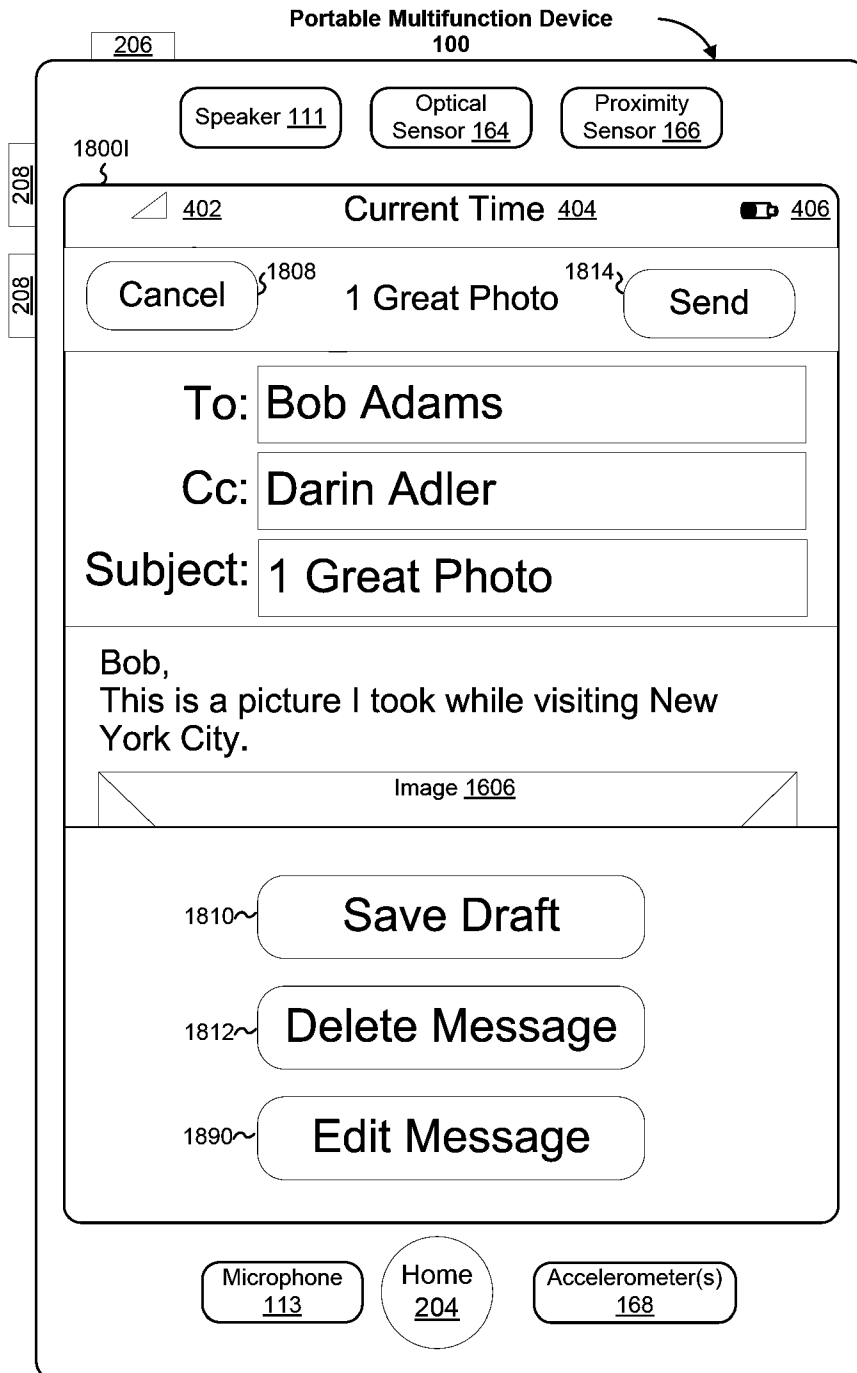 Portable Multifunction Device
100
206
Speaker 111
Optical
Sensor 164
Proximity
Sensor 166
1800I
208
402
Current Time 404
406
208
Cancel
1808
1 Great Photo
1814
Send
To: Bob Adams
Cc: Darin Adler
Subject: 1 Great Photo
Bob,
This is a picture I took while visiting New
York City.
Image 1606
1810
Save Draft
1812
Delete Message
1890
Edit Message
Microphone
113
Home
204
Accelerometer(s)
168